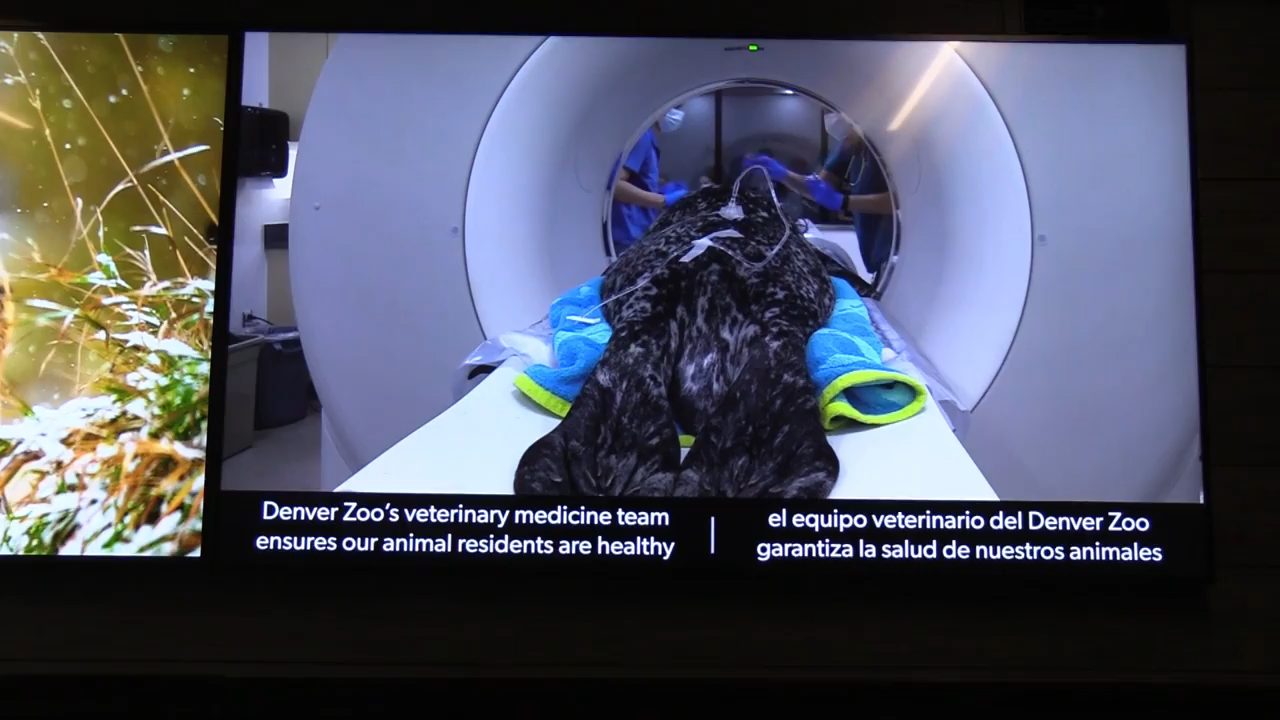 Denver Zoo's veterinary medicine team
ensures our animal residents are healthy
el equipo veterinario del Denver Zoo
garantiza la salud de nuestros animales